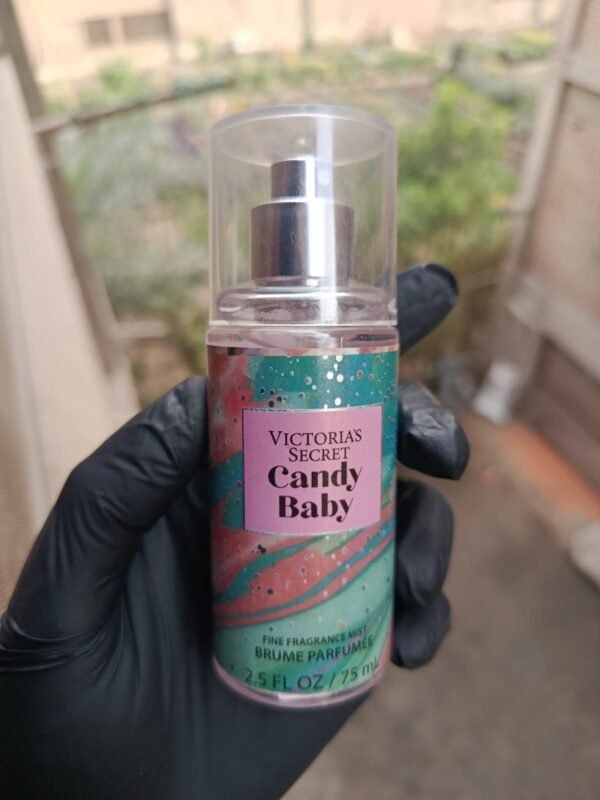 VICTORIA'S
SECRET
Candy
Baby
FINE FRAGRANCE MIST
BRUME PARFUMÉE
2.5 FL OZ / 75 mL